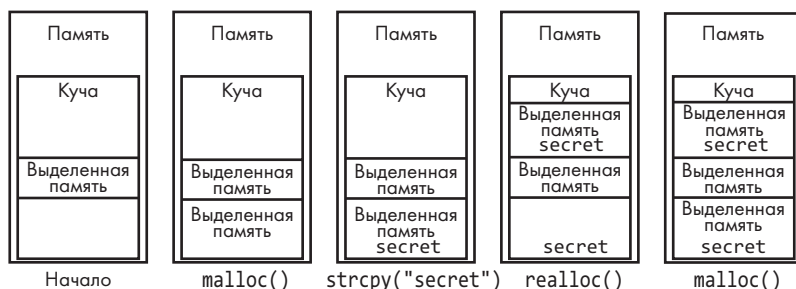 Память
Куча
Выделенная
память
Начало
Память
Куча
Выделенная
память
Выделенная
память
malloc()
Память
Куча
Выделенная
память
Выделенная
память
secret
strcpy("secret")
Память
Куча
Выделенная
память
secret
Выделенная
память
secret
realloc()
Память
Куча
Выделенная
память
secret
Выделенная
память
Выделенная
память
secret
malloc()